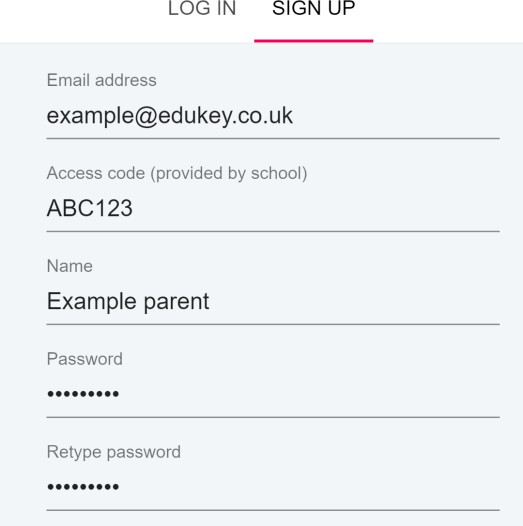 LOG IN SIGN UP
Email address
example@edukey.co.uk
Access code (provided by school)
ABC123
Name
Example parent
Password
•••••••••
Retype password
•••••••••